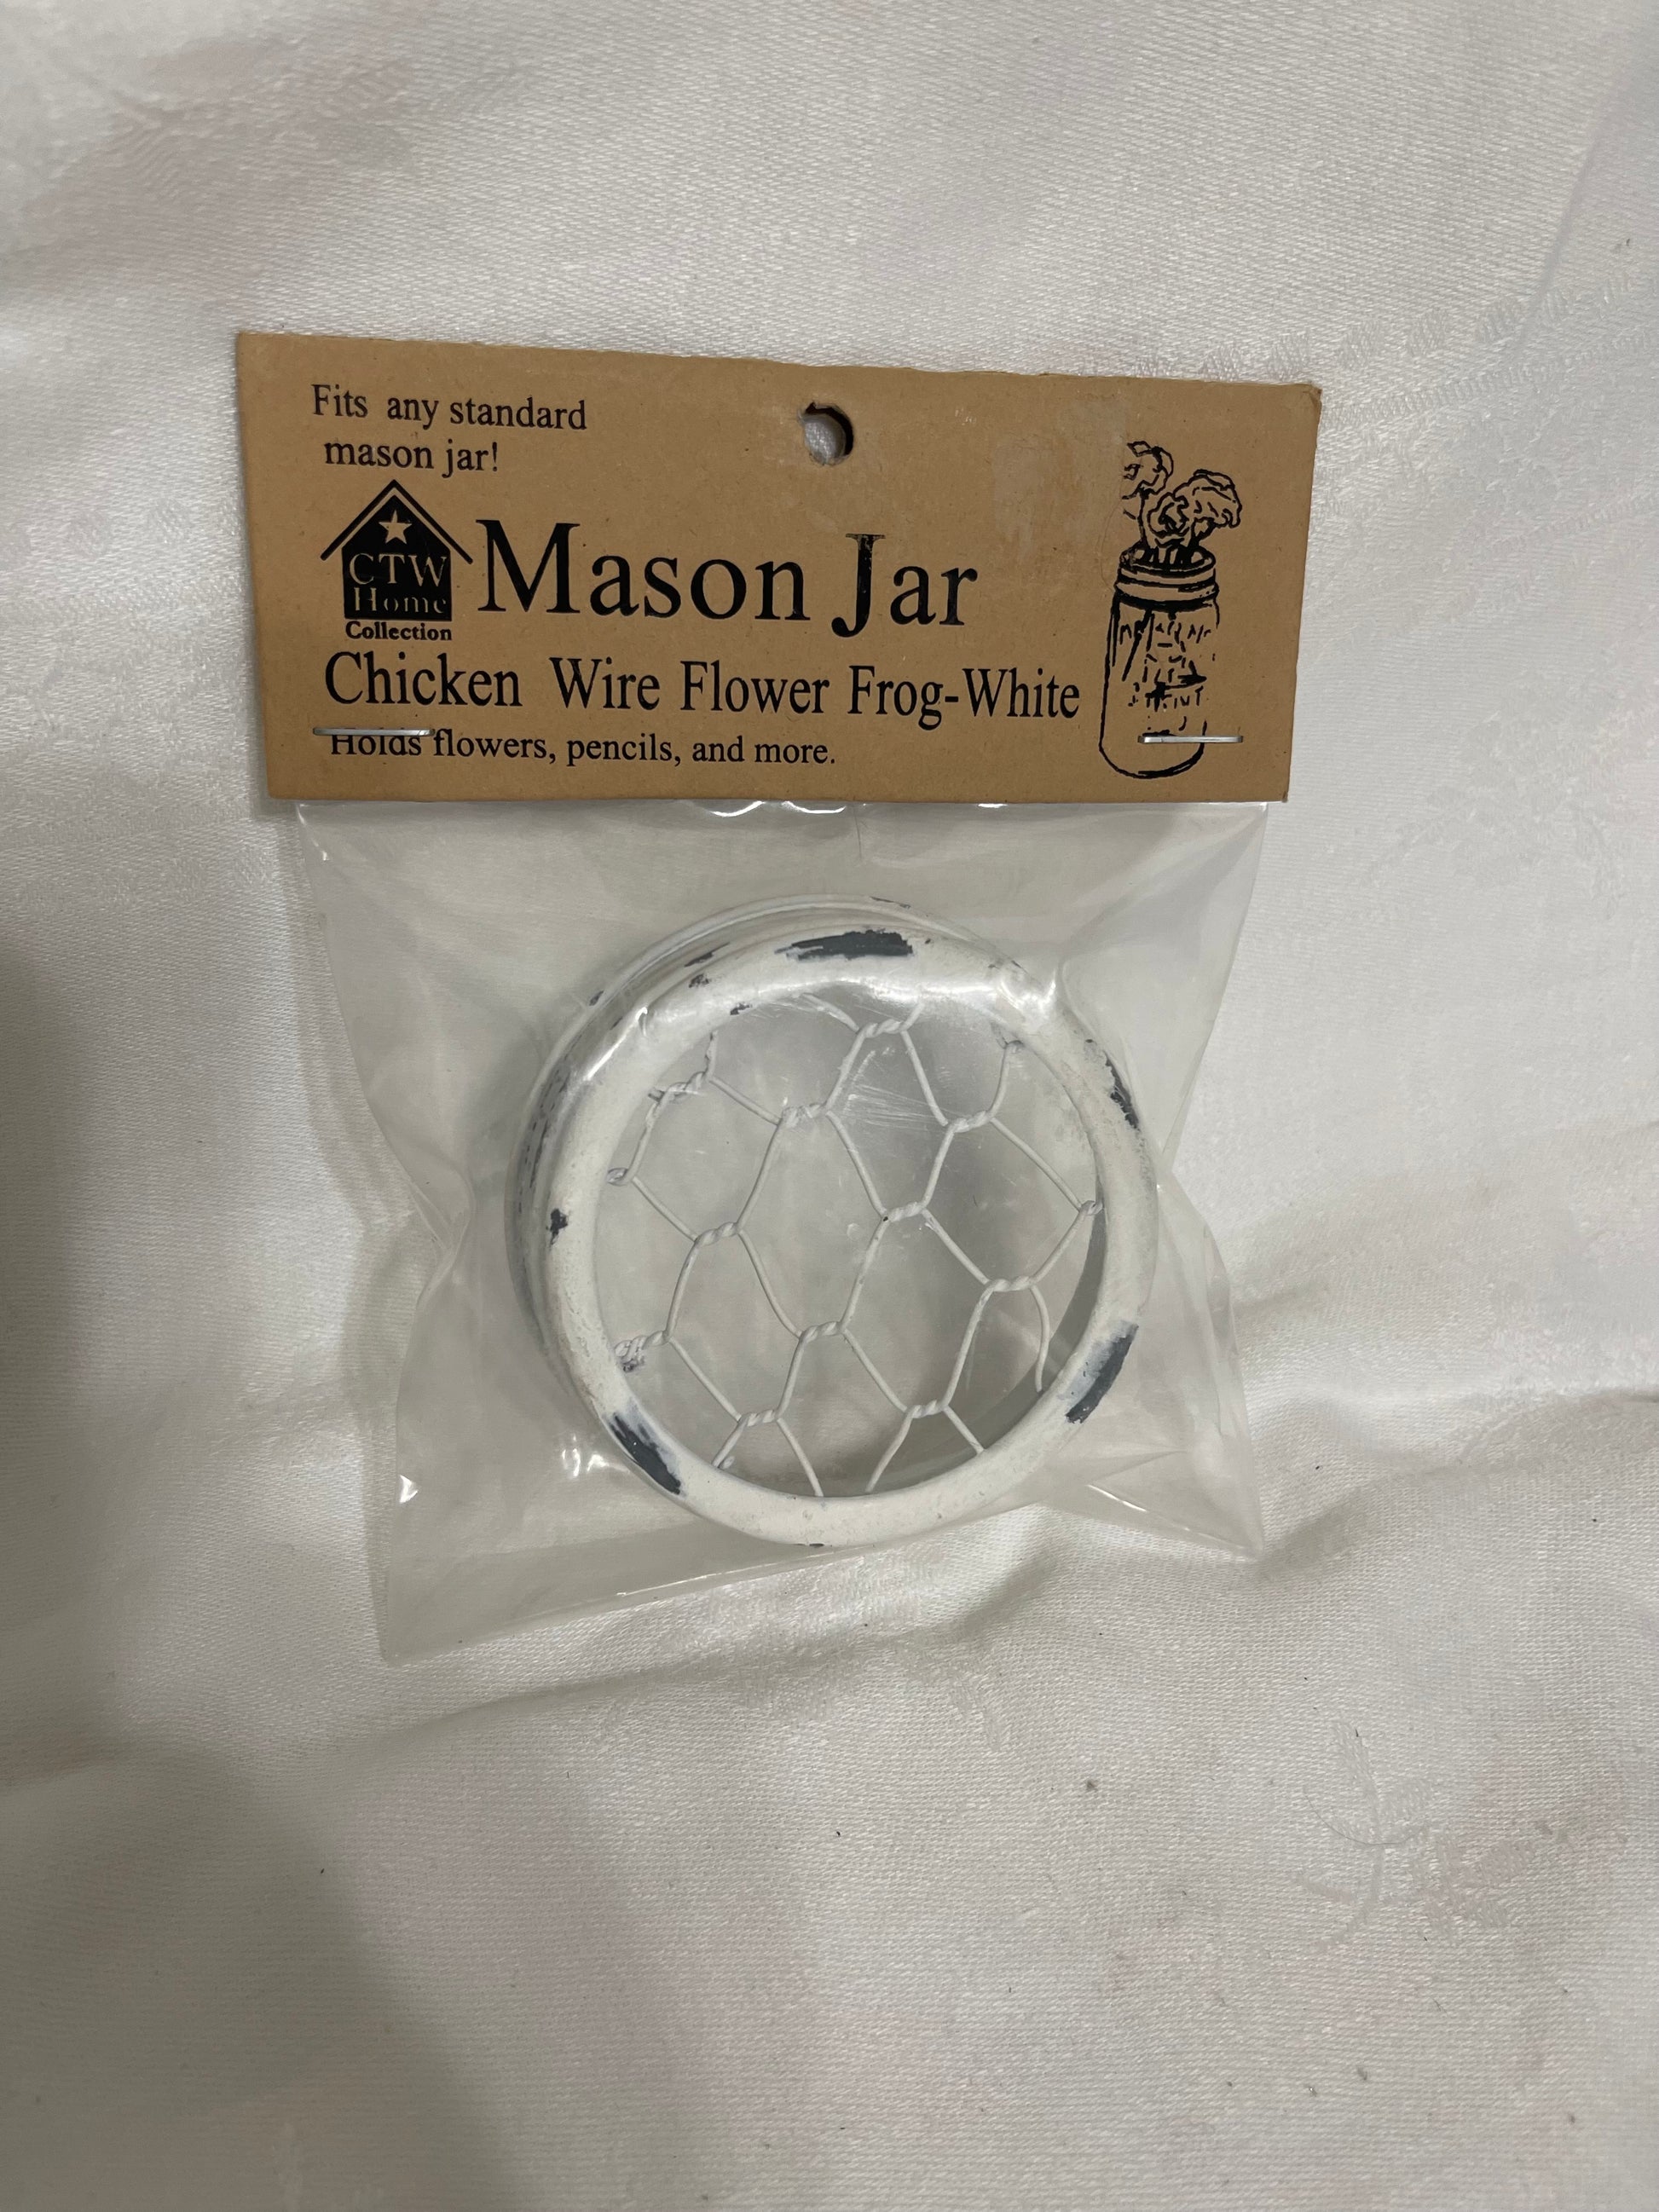 Fits any standard
mason jar!
CTW
Home
Collection
Mason Jar
Chicken Wire Flower Frog-White
Holds flowers, pencils, and more.